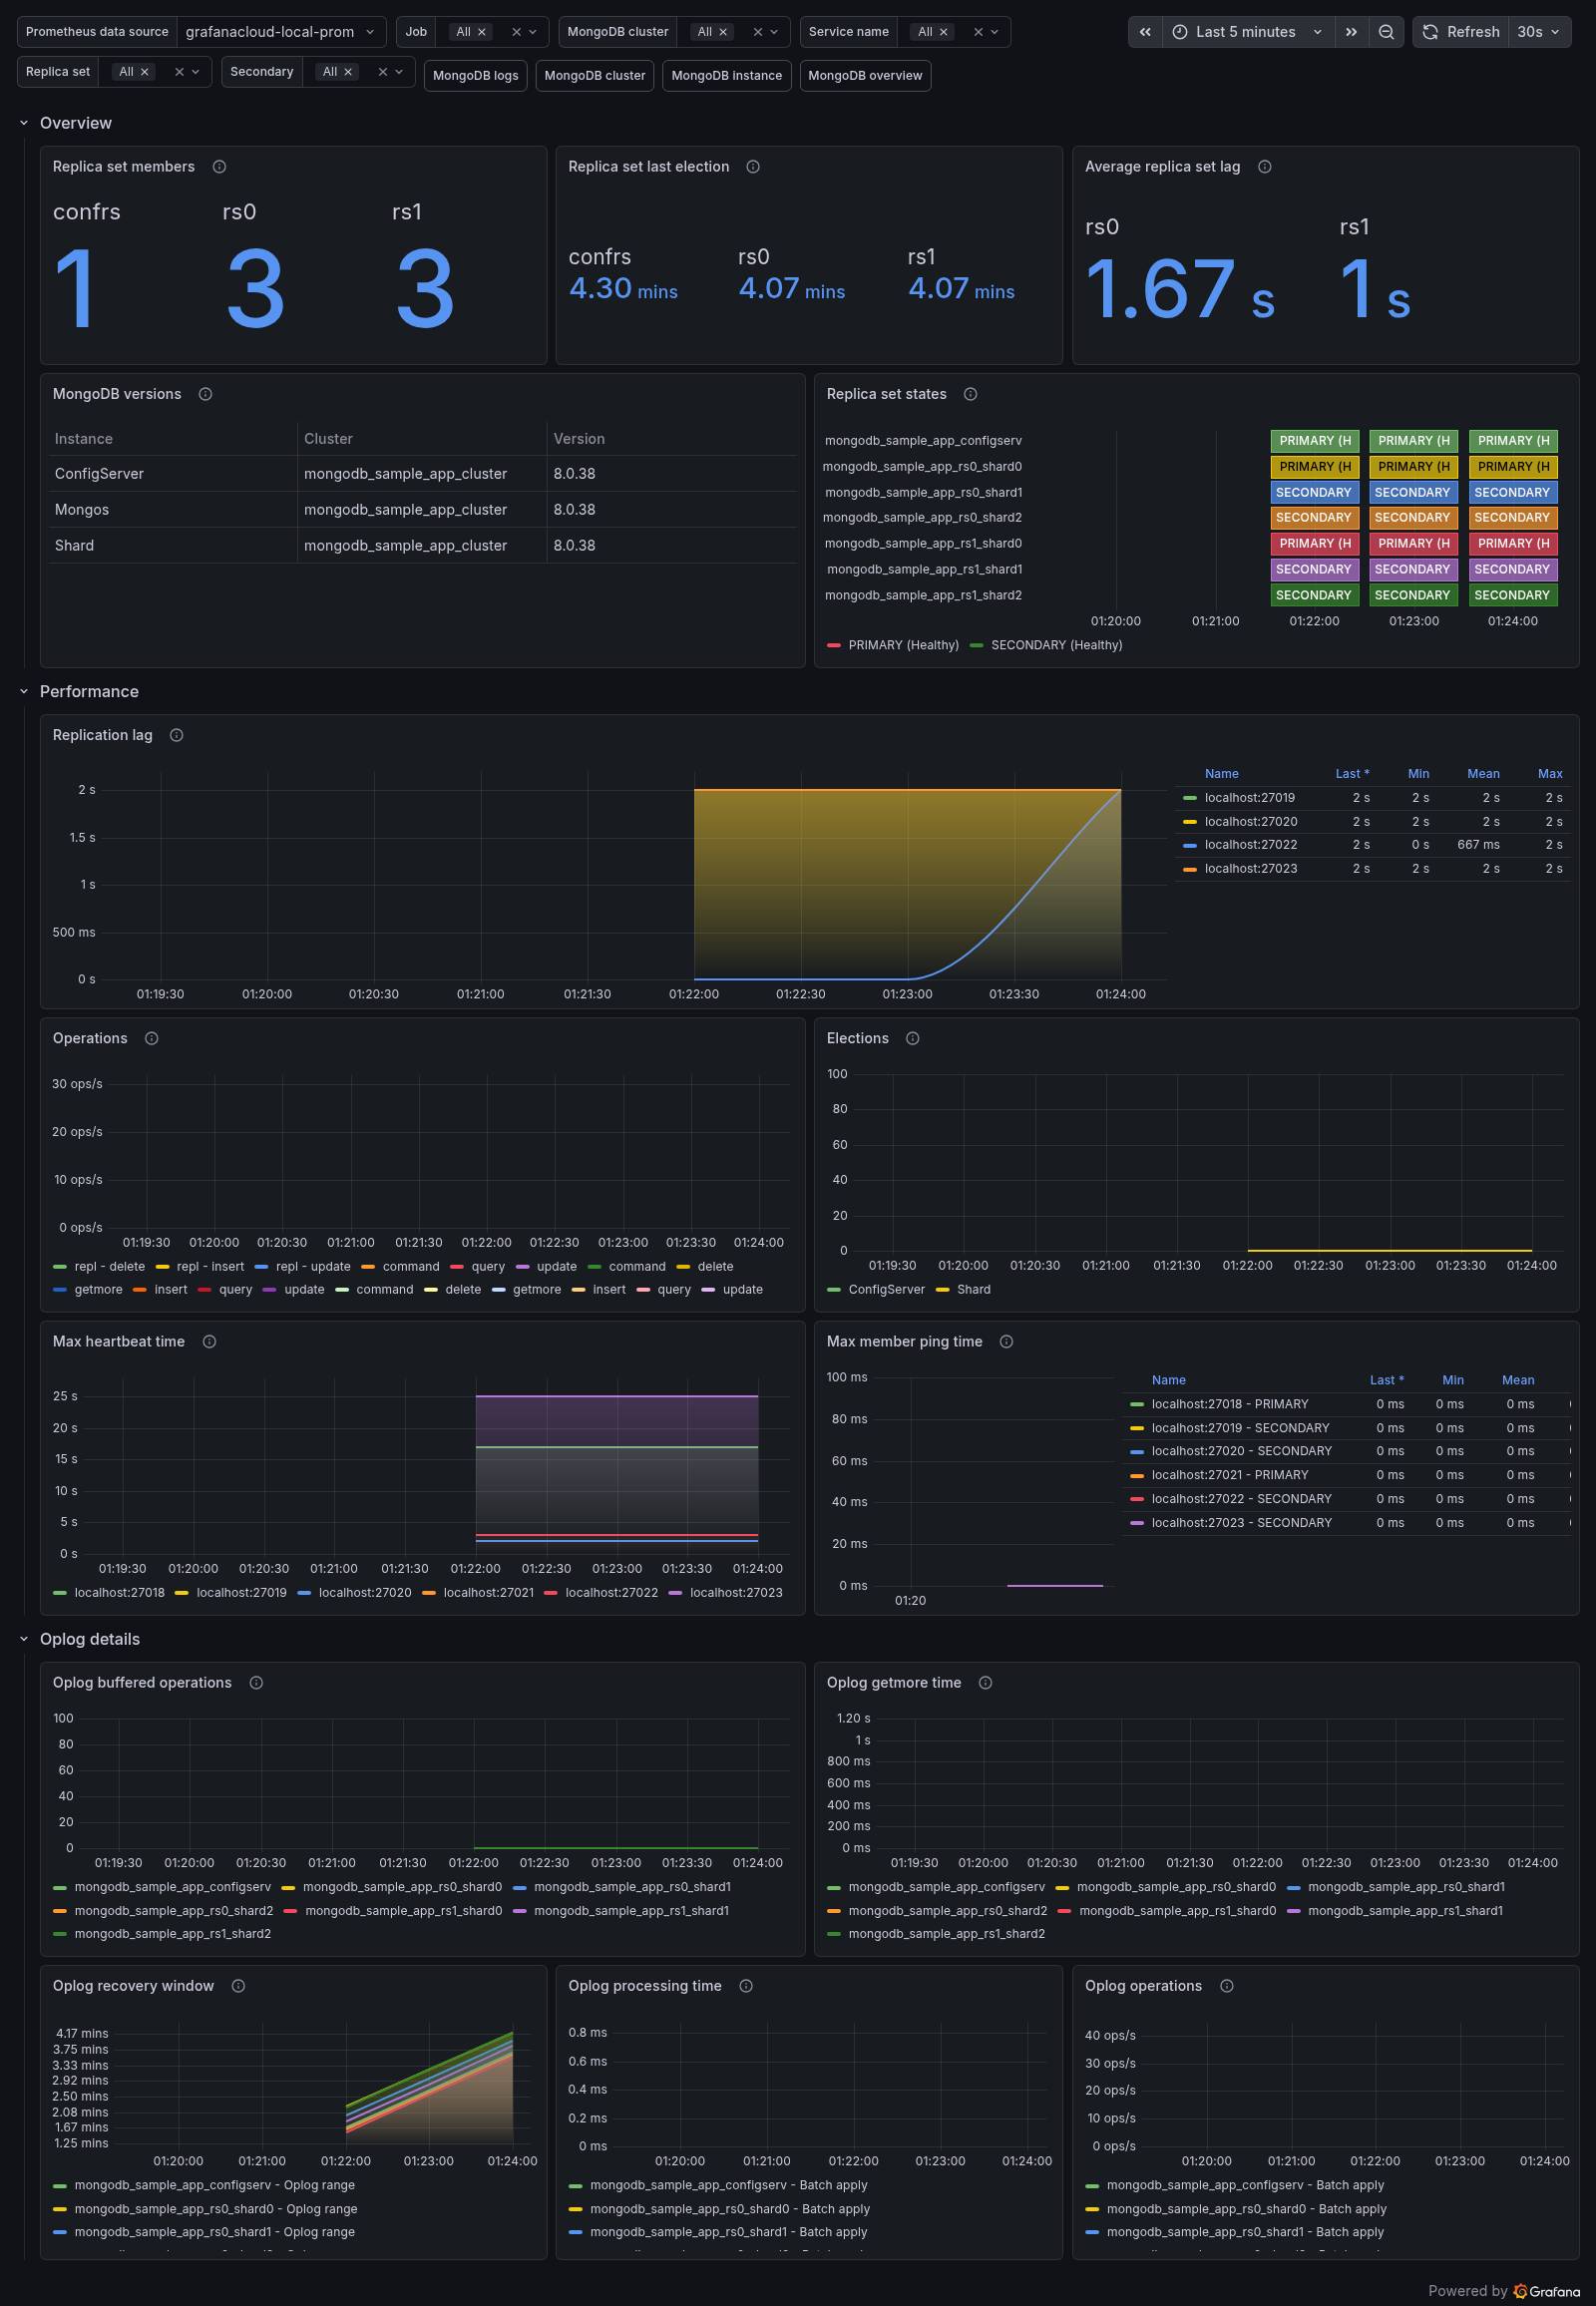 Prometheus data source grafanacloud-local-prom Job All MongoDB cluster All Service name All Last 5 minutes Refresh 30s
Replica set All Secondary All MongoDB logs MongoDB cluster MongoDB instance MongoDB overview
Overview
Replica set members
confrs rs0 rs1
1 3 3
Replica set last election
confrs rs0 rs1
4.30 mins 4.07 mins 4.07 mins
Average replica set lag
rs0 rs1
1.67 s 1 s
MongoDB versions
Instance Cluster Version
ConfigServer mongodb_sample_app_cluster 8.0.38
Mongos mongodb_sample_app_cluster 8.0.38
Shard mongodb_sample_app_cluster 8.0.38
Replica set states
mongodb_sample_app_configserv PRIMARY (H PRIMARY (H PRIMARY (H
mongodb_sample_app_rs0_shard0 PRIMARY (H PRIMARY (H PRIMARY (H
mongodb_sample_app_rs0_shard1 SECONDARY SECONDARY SECONDARY
mongodb_sample_app_rs0_shard2 SECONDARY SECONDARY SECONDARY
mongodb_sample_app_rs1_shard0 PRIMARY (H PRIMARY (H PRIMARY (H
mongodb_sample_app_rs1_shard1 SECONDARY SECONDARY SECONDARY
mongodb_sample_app_rs1_shard2 SECONDARY SECONDARY SECONDARY
01:20:00 01:21:00 01:22:00 01:23:00 01:24:00
PRIMARY (Healthy) SECONDARY (Healthy)
Performance
Replication lag
2 s
1.5 s
1 s
500 ms
0 s
01:19:30 01:20:00 01:20:30 01:21:00 01:21:30 01:22:00 01:22:30 01:23:00 01:23:30 01:24:00
Name Last * Min Mean Max
localhost:27019 2 s 2 s 2 s 2 s
localhost:27020 2 s 2 s 2 s 2 s
localhost:27022 2 s 0 s 667 ms 2 s
localhost:27023 2 s 2 s 2 s 2 s
Operations
30 ops/s
20 ops/s
10 ops/s
0 ops/s
01:19:30 01:20:00 01:20:30 01:21:00 01:21:30 01:22:00 01:22:30 01:23:00 01:23:30 01:24:00
repl - delete repl - insert repl - update command query update command delete
getmore insert query update command delete getmore insert query update
Elections
100
80
60
40
20
0
01:19:30 01:20:00 01:20:30 01:21:00 01:21:30 01:22:00 01:22:30 01:23:00 01:23:30 01:24:00
ConfigServer Shard
Max heartbeat time
25 s
20 s
15 s
10 s
5 s
0 s
01:19:30 01:20:00 01:20:30 01:21:00 01:21:30 01:22:00 01:22:30 01:23:00 01:23:30 01:24:00
localhost:27018 localhost:27019 localhost:27020 localhost:27021 localhost:27022 localhost:27023
Max member ping time
100 ms
80 ms
60 ms
40 ms
20 ms
0 ms
01:20
Name Last * Min Mean
localhost:27018 - PRIMARY 0 ms 0 ms 0 ms
localhost:27019 - SECONDARY 0 ms 0 ms 0 ms
localhost:27020 - SECONDARY 0 ms 0 ms 0 ms
localhost:27021 - PRIMARY 0 ms 0 ms 0 ms
localhost:27022 - SECONDARY 0 ms 0 ms 0 ms
localhost:27023 - SECONDARY 0 ms 0 ms 0 ms
Oplog details
Oplog buffered operations
100
80
60
40
20
0
01:19:30 01:20:00 01:20:30 01:21:00 01:21:30 01:22:00 01:22:30 01:23:00 01:23:30 01:24:00
mongodb_sample_app_configserv mongodb_sample_app_rs0_shard0 mongodb_sample_app_rs0_shard1
mongodb_sample_app_rs0_shard2 mongodb_sample_app_rs1_shard0 mongodb_sample_app_rs1_shard1
mongodb_sample_app_rs1_shard2
Oplog getmore time
1.20 s
1 s
800 ms
600 ms
400 ms
200 ms
0 ms
01:19:30 01:20:00 01:20:30 01:21:00 01:21:30 01:22:00 01:22:30 01:23:00 01:23:30 01:24:00
mongodb_sample_app_configserv mongodb_sample_app_rs0_shard0 mongodb_sample_app_rs0_shard1
mongodb_sample_app_rs0_shard2 mongodb_sample_app_rs1_shard0 mongodb_sample_app_rs1_shard1
mongodb_sample_app_rs1_shard2
Oplog recovery window
4.17 mins
3.75 mins
3.33 mins
2.92 mins
2.50 mins
2.08 mins
1.67 mins
1.25 mins
01:20:00 01:21:00 01:22:00 01:23:00 01:24:00
mongodb_sample_app_configserv - Oplog range
mongodb_sample_app_rs0_shard0 - Oplog range
mongodb_sample_app_rs0_shard1 - Oplog range
Oplog processing time
0.8 ms
0.6 ms
0.4 ms
0.2 ms
0 ms
01:20:00 01:21:00 01:22:00 01:23:00 01:24:00
mongodb_sample_app_configserv - Batch apply
mongodb_sample_app_rs0_shard0 - Batch apply
mongodb_sample_app_rs0_shard1 - Batch apply
Oplog operations
40 ops/s
30 ops/s
20 ops/s
10 ops/s
0 ops/s
01:20:00 01:21:00 01:22:00 01:23:00 01:24:00
mongodb_sample_app_configserv - Batch apply
mongodb_sample_app_rs0_shard0 - Batch apply
mongodb_sample_app_rs0_shard1 - Batch apply
Powered by Grafana